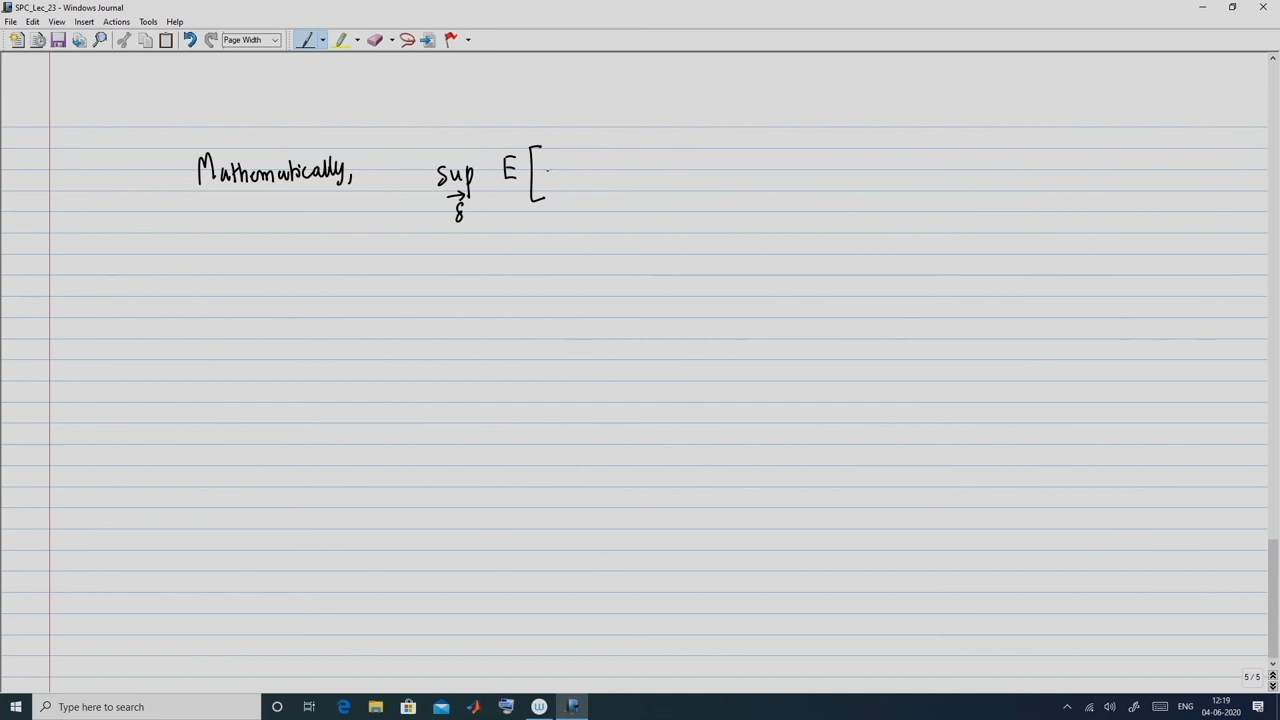 SPC_Lec_23 - Windows Journal
File Edit View Insert Actions Tools Help
Page Width
Mathematically, sup E [
→
δ
5 / 5
Type here to search
ENG
12:19
04-06-2020